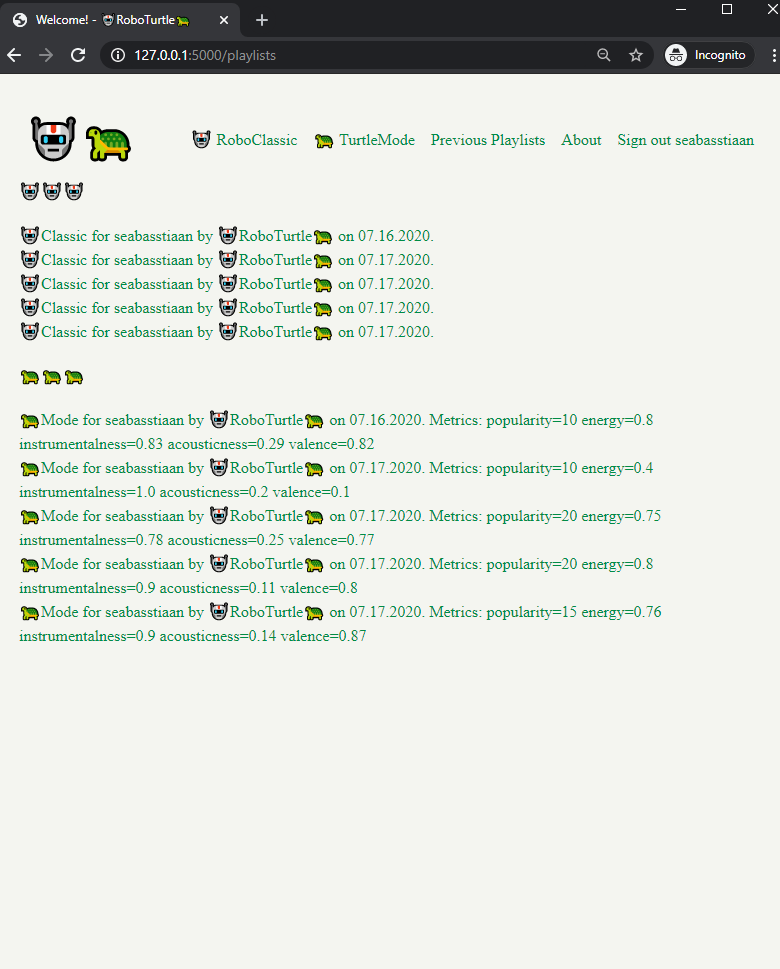 Welcome! - 🤖RoboTurtle🐢
127.0.0.1:5000/playlists
Incognito
🤖 RoboClassic 🐢 TurtleMode Previous Playlists About Sign out seabasstiaan
🤖🤖🤖
🤖Classic for seabasstiaan by 🤖RoboTurtle🐢 on 07.16.2020.
🤖Classic for seabasstiaan by 🤖RoboTurtle🐢 on 07.17.2020.
🤖Classic for seabasstiaan by 🤖RoboTurtle🐢 on 07.17.2020.
🤖Classic for seabasstiaan by 🤖RoboTurtle🐢 on 07.17.2020.
🤖Classic for seabasstiaan by 🤖RoboTurtle🐢 on 07.17.2020.
🐢🐢🐢
🐢Mode for seabasstiaan by 🤖RoboTurtle🐢 on 07.16.2020. Metrics: popularity=10 energy=0.8
instrumentalness=0.83 acousticness=0.29 valence=0.82
🐢Mode for seabasstiaan by 🤖RoboTurtle🐢 on 07.17.2020. Metrics: popularity=10 energy=0.4
instrumentalness=1.0 acousticness=0.2 valence=0.1
🐢Mode for seabasstiaan by 🤖RoboTurtle🐢 on 07.17.2020. Metrics: popularity=20 energy=0.75
instrumentalness=0.78 acousticness=0.25 valence=0.77
🐢Mode for seabasstiaan by 🤖RoboTurtle🐢 on 07.17.2020. Metrics: popularity=20 energy=0.8
instrumentalness=0.9 acousticness=0.11 valence=0.8
🐢Mode for seabasstiaan by 🤖RoboTurtle🐢 on 07.17.2020. Metrics: popularity=15 energy=0.76
instrumentalness=0.9 acousticness=0.14 valence=0.87